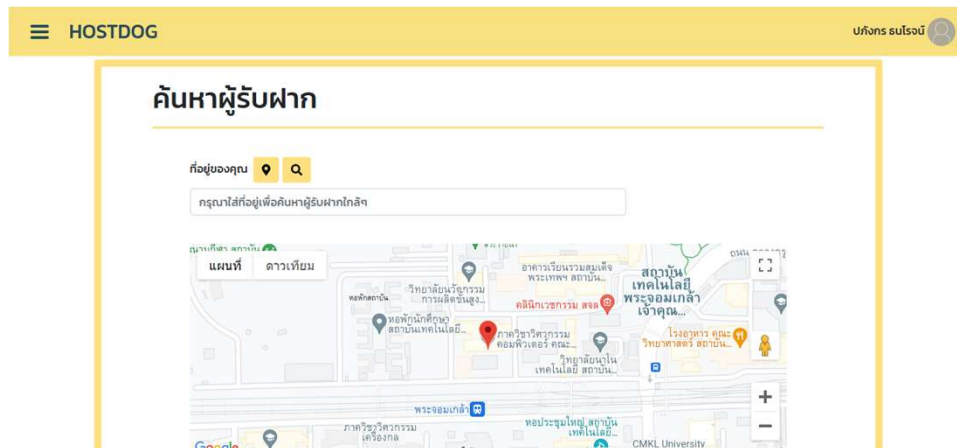 HOSTDOG
ปภังกร ธนโรจน์
ค้นหาผู้รับฝาก
ที่อยู่ของคุณ
กรุณาใส่ที่อยู่เพื่อค้นหาผู้รับฝากใกล้ๆ
แผนที่
ดาวเทียม
อาคารเรียนรวมสมเด็จ
พระเทพฯ สถาบัน...
สถาบัน
เทคโนโลยี
พระจอมเกล้า
เจ้าคุณ...
วิทยาลัยนวัตกรรม
การผลิตขั้นสูง...
หอพักสถาบัน
คลินิกเวชกรรม สจล
หอพักนักศึกษา
สถาบันเทคโนโลยี...
ภาควิชาวิศวกรรม
คอมพิวเตอร์ คณะ...
โรงอาหาร คณะ
วิทยาศาสตร์ สถาบัน...
วิทยาลัยนาโน
เทคโนโลยี สถาบัน...
พระจอมเกล้า
หอประชุมใหญ่ สถาบัน
เทคโนโลยี...
ภาควิชาวิศวกรรม
เครื่องกล
CMKL University
Google